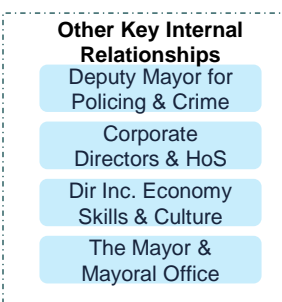 Other Key Internal
Relationships
Deputy Mayor for
Policing & Crime
Corporate
Directors & HoS
Dir Inc. Economy
Skills & Culture
The Mayor &
Mayoral Office